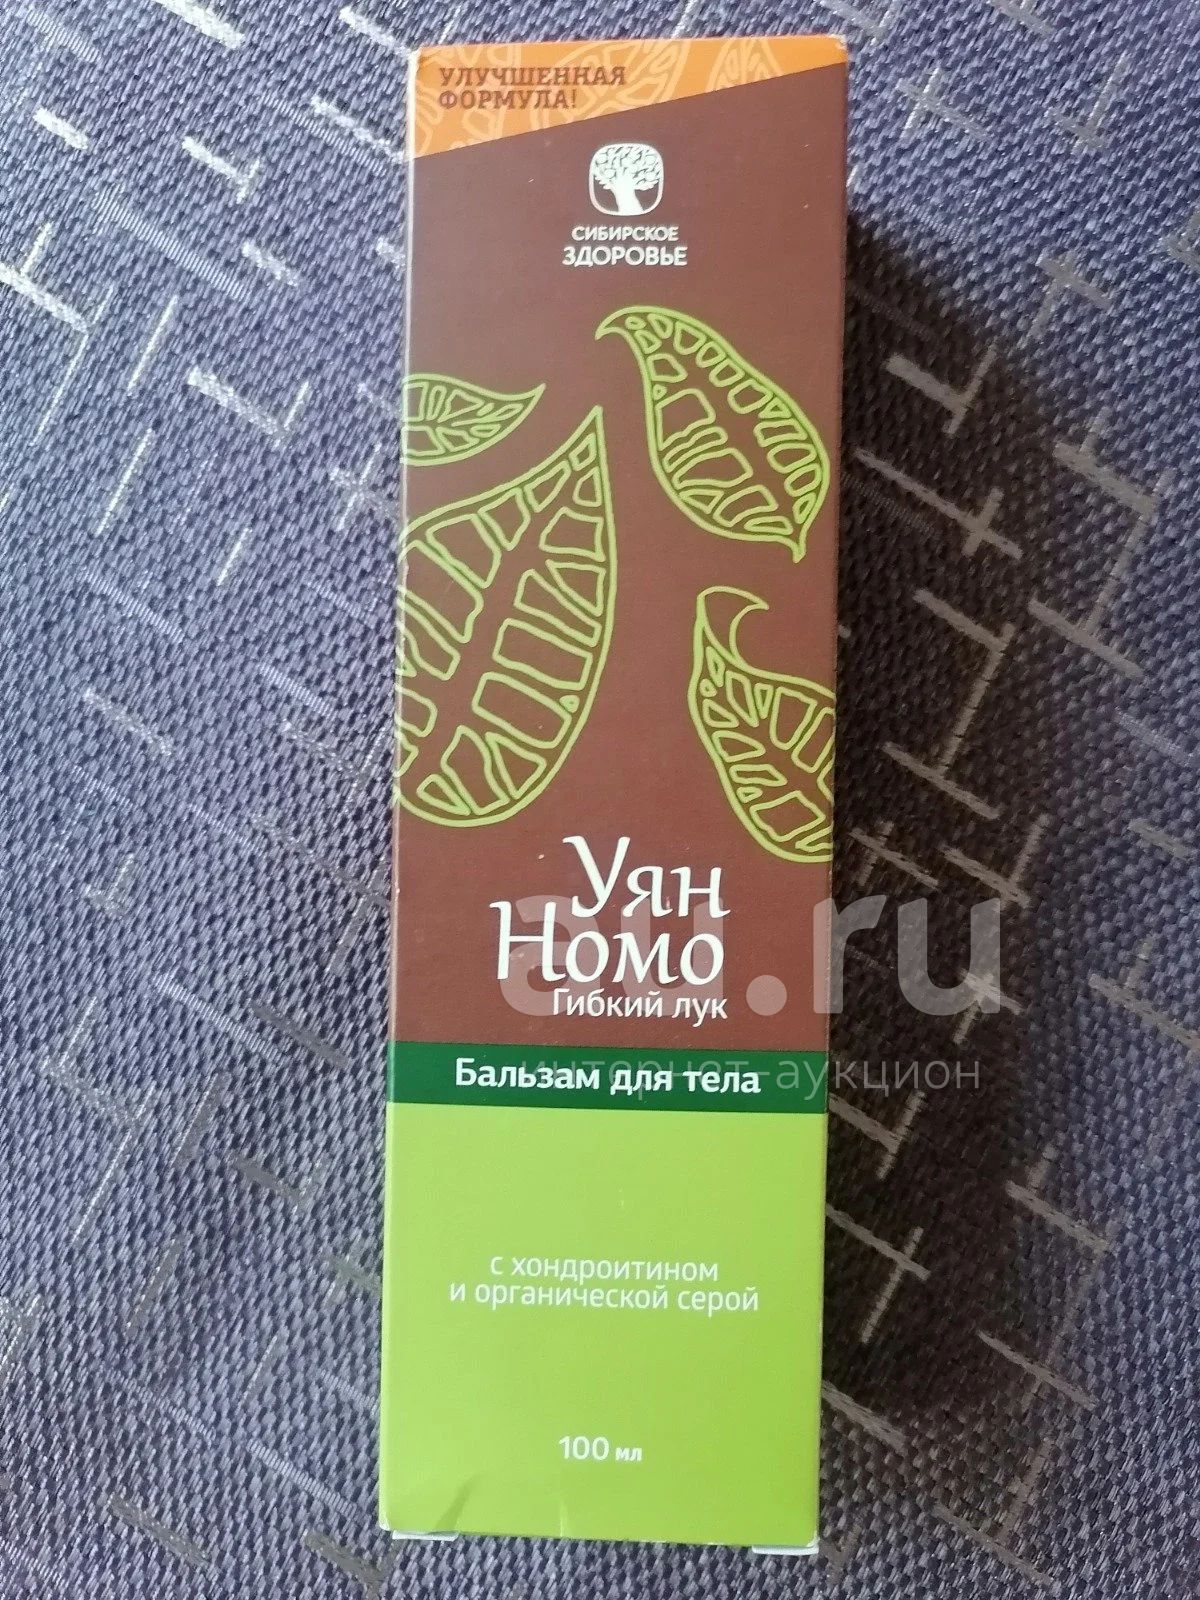 УЛУЧШЕННАЯ
ФОРМУЛА!
СИБИРСКОЕ
ЗДОРОВЬЕ
Уян
Номо
Гибкий лук
au.ru
интернет-аукцион
Бальзам для тела
с хондроитином
и органической серой
100 мл